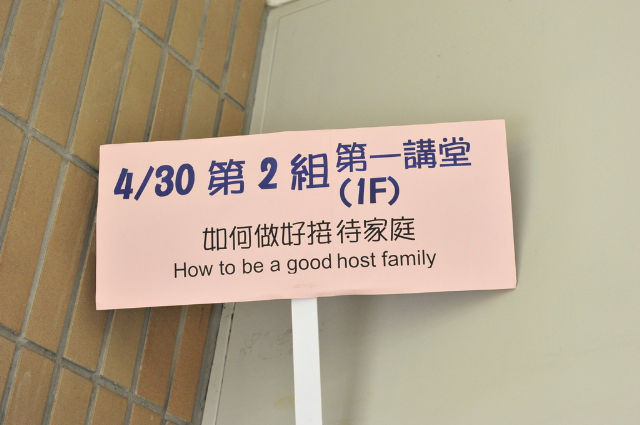 4/30 第 2 組 第一講堂
(1F)
如何做好接待家庭
How to be a good host family